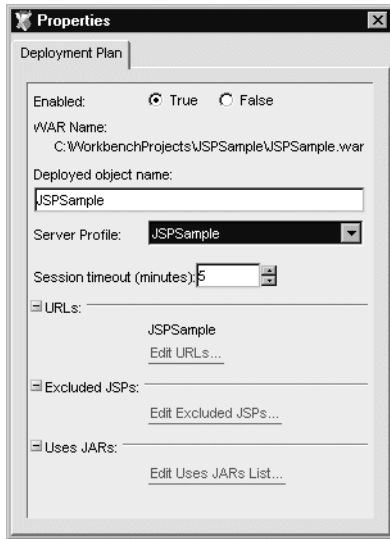 Properties
Deployment Plan
Enabled: True False
WAR Name:
C:\WorkbenchProjects\JSPSample\JSPSample.war
Deployed object name:
JSPSample
Server Profile: JSPSample
Session timeout (minutes): 5
URLs:
JSPSample
Edit URLs...
Excluded JSPs:
Edit Excluded JSPs...
Uses JARs:
Edit Uses JARs List...